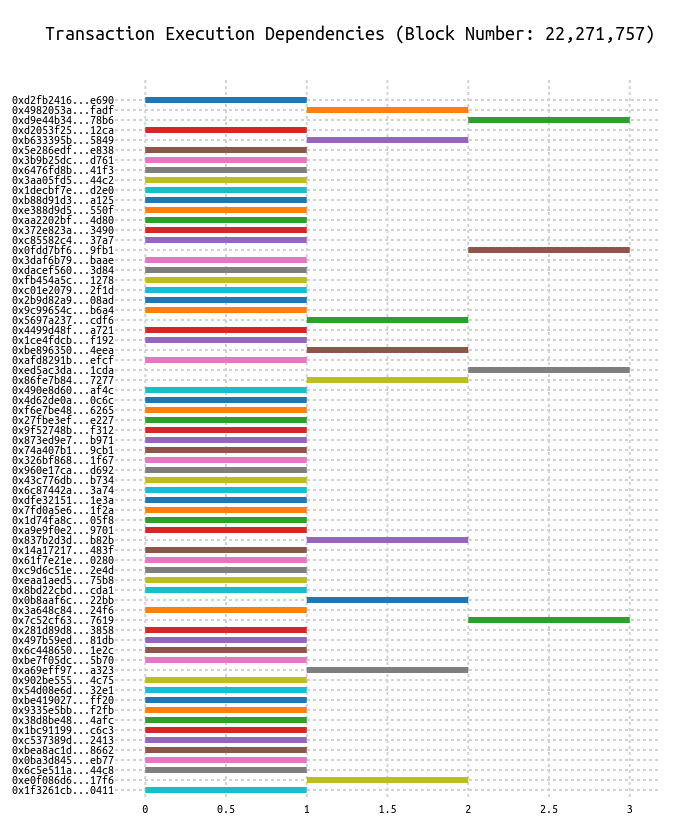 Transaction Execution Dependencies (Block Number: 22,271,757)
0xd2fb2416...e690
0x4982053a...fadf
0xd9e44b34...78b6
0xd2053f25...12ca
0xb633395b...5849
0x5e286edf...e838
0x3b9b25dc...d761
0x6476fd8b...41f3
0x3aa05fd5...44c2
0x1decbf7e...d2e0
0xb88d91d3...a125
0xe388d9d5...550f
0xaa2202bf...4d80
0x372e823a...3490
0xc85582c4...37a7
0x0fdd7bf6...9fb1
0x3daf6b79...baae
0xdacef560...3d84
0xfb454a5c...1278
0xc01e2079...2f1d
0x2b9d82a9...08ad
0x9c99654c...b6a4
0x5697a237...cdf6
0x4499d48f...a721
0x1ce4fdcb...f192
0xbe896350...4eea
0xafd8291b...efcf
0xed5ac3da...1cda
0x86fe7b84...7277
0x490e8d60...af4c
0x4d62de0a...0c6c
0xf6e7be48...6265
0x27fbe3ef...e227
0x9f52748b...f312
0x873ed9e7...b971
0x74a407b1...9cb1
0x326bf868...1f67
0x960e17ca...d692
0x43c776db...b734
0x6c87442a...3a74
0xdfe32151...1e3a
0x7fd0a5e6...1f2a
0x1d74fa8c...05f8
0xa9e9f0e2...9701
0x837b2d3d...b82b
0x14a17217...483f
0x61f7e21e...0280
0xc9d6c51e...2e4d
0xeaa1aed5...75b8
0x8bd22cbd...cda1
0x0b8aaf6c...22bb
0x3a648c84...24f6
0x7c52cf63...7619
0x281d89d8...3858
0x497b59ed...81db
0x6c448650...1e2c
0xbe7f05dc...5b70
0xa69eff97...a323
0x902be555...4c75
0x54d08e6d...32e1
0xbe419027...ff20
0x9335e5bb...f2fb
0x38d8be48...4afc
0x1bc91199...c6c3
0xc537389d...2413
0xbea8ac1d...8662
0x0ba3d845...eb77
0x6c5e511a...44c8
0xe0f086d6...17f6
0x1f3261cb...0411
0 0.5 1 1.5 2 2.5 3